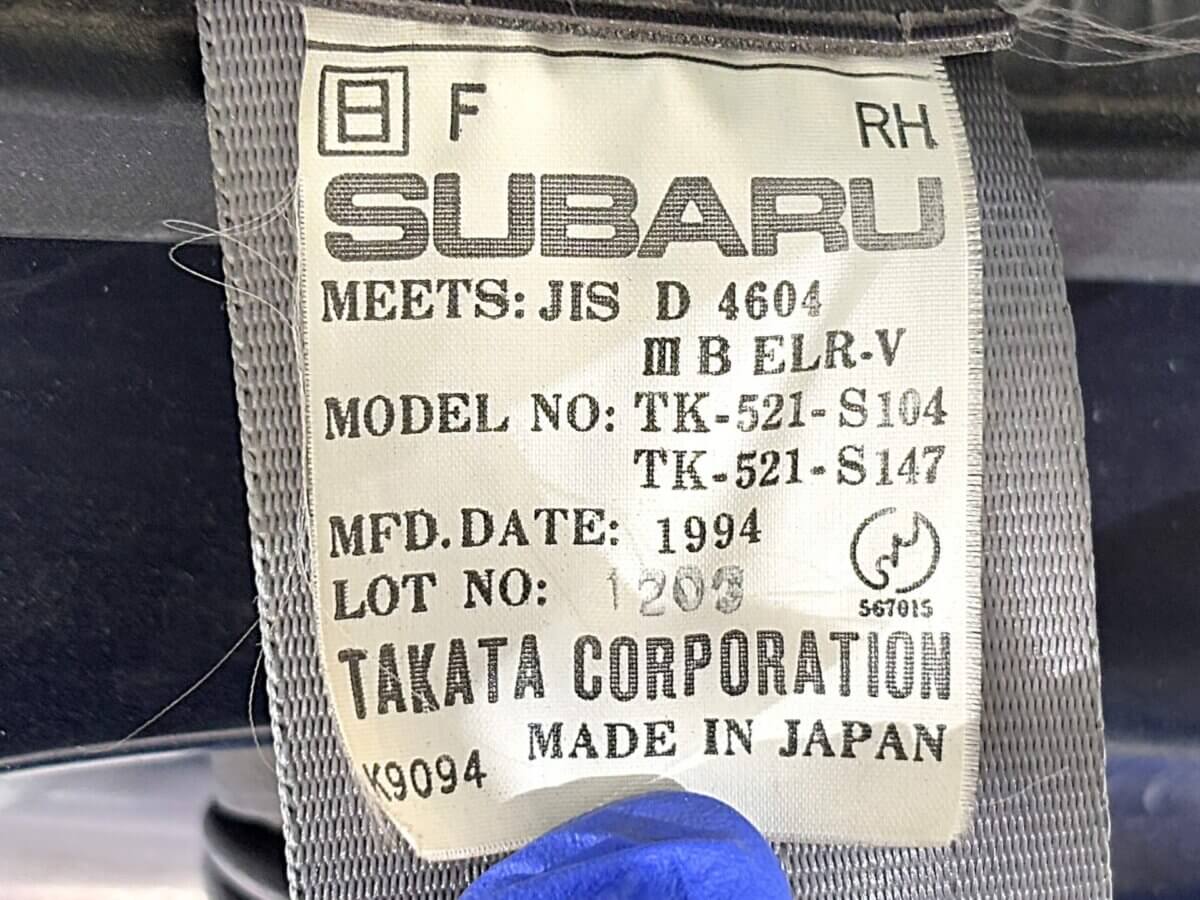 日 F RH
SUBARU
MEETS: JIS D 4604
III B ELR-V
MODEL NO: TK-521-S104
TK-521-S147
MFD. DATE: 1994
LOT NO: 1203
567015
TAKATA CORPORATION
MADE IN JAPAN
K9094